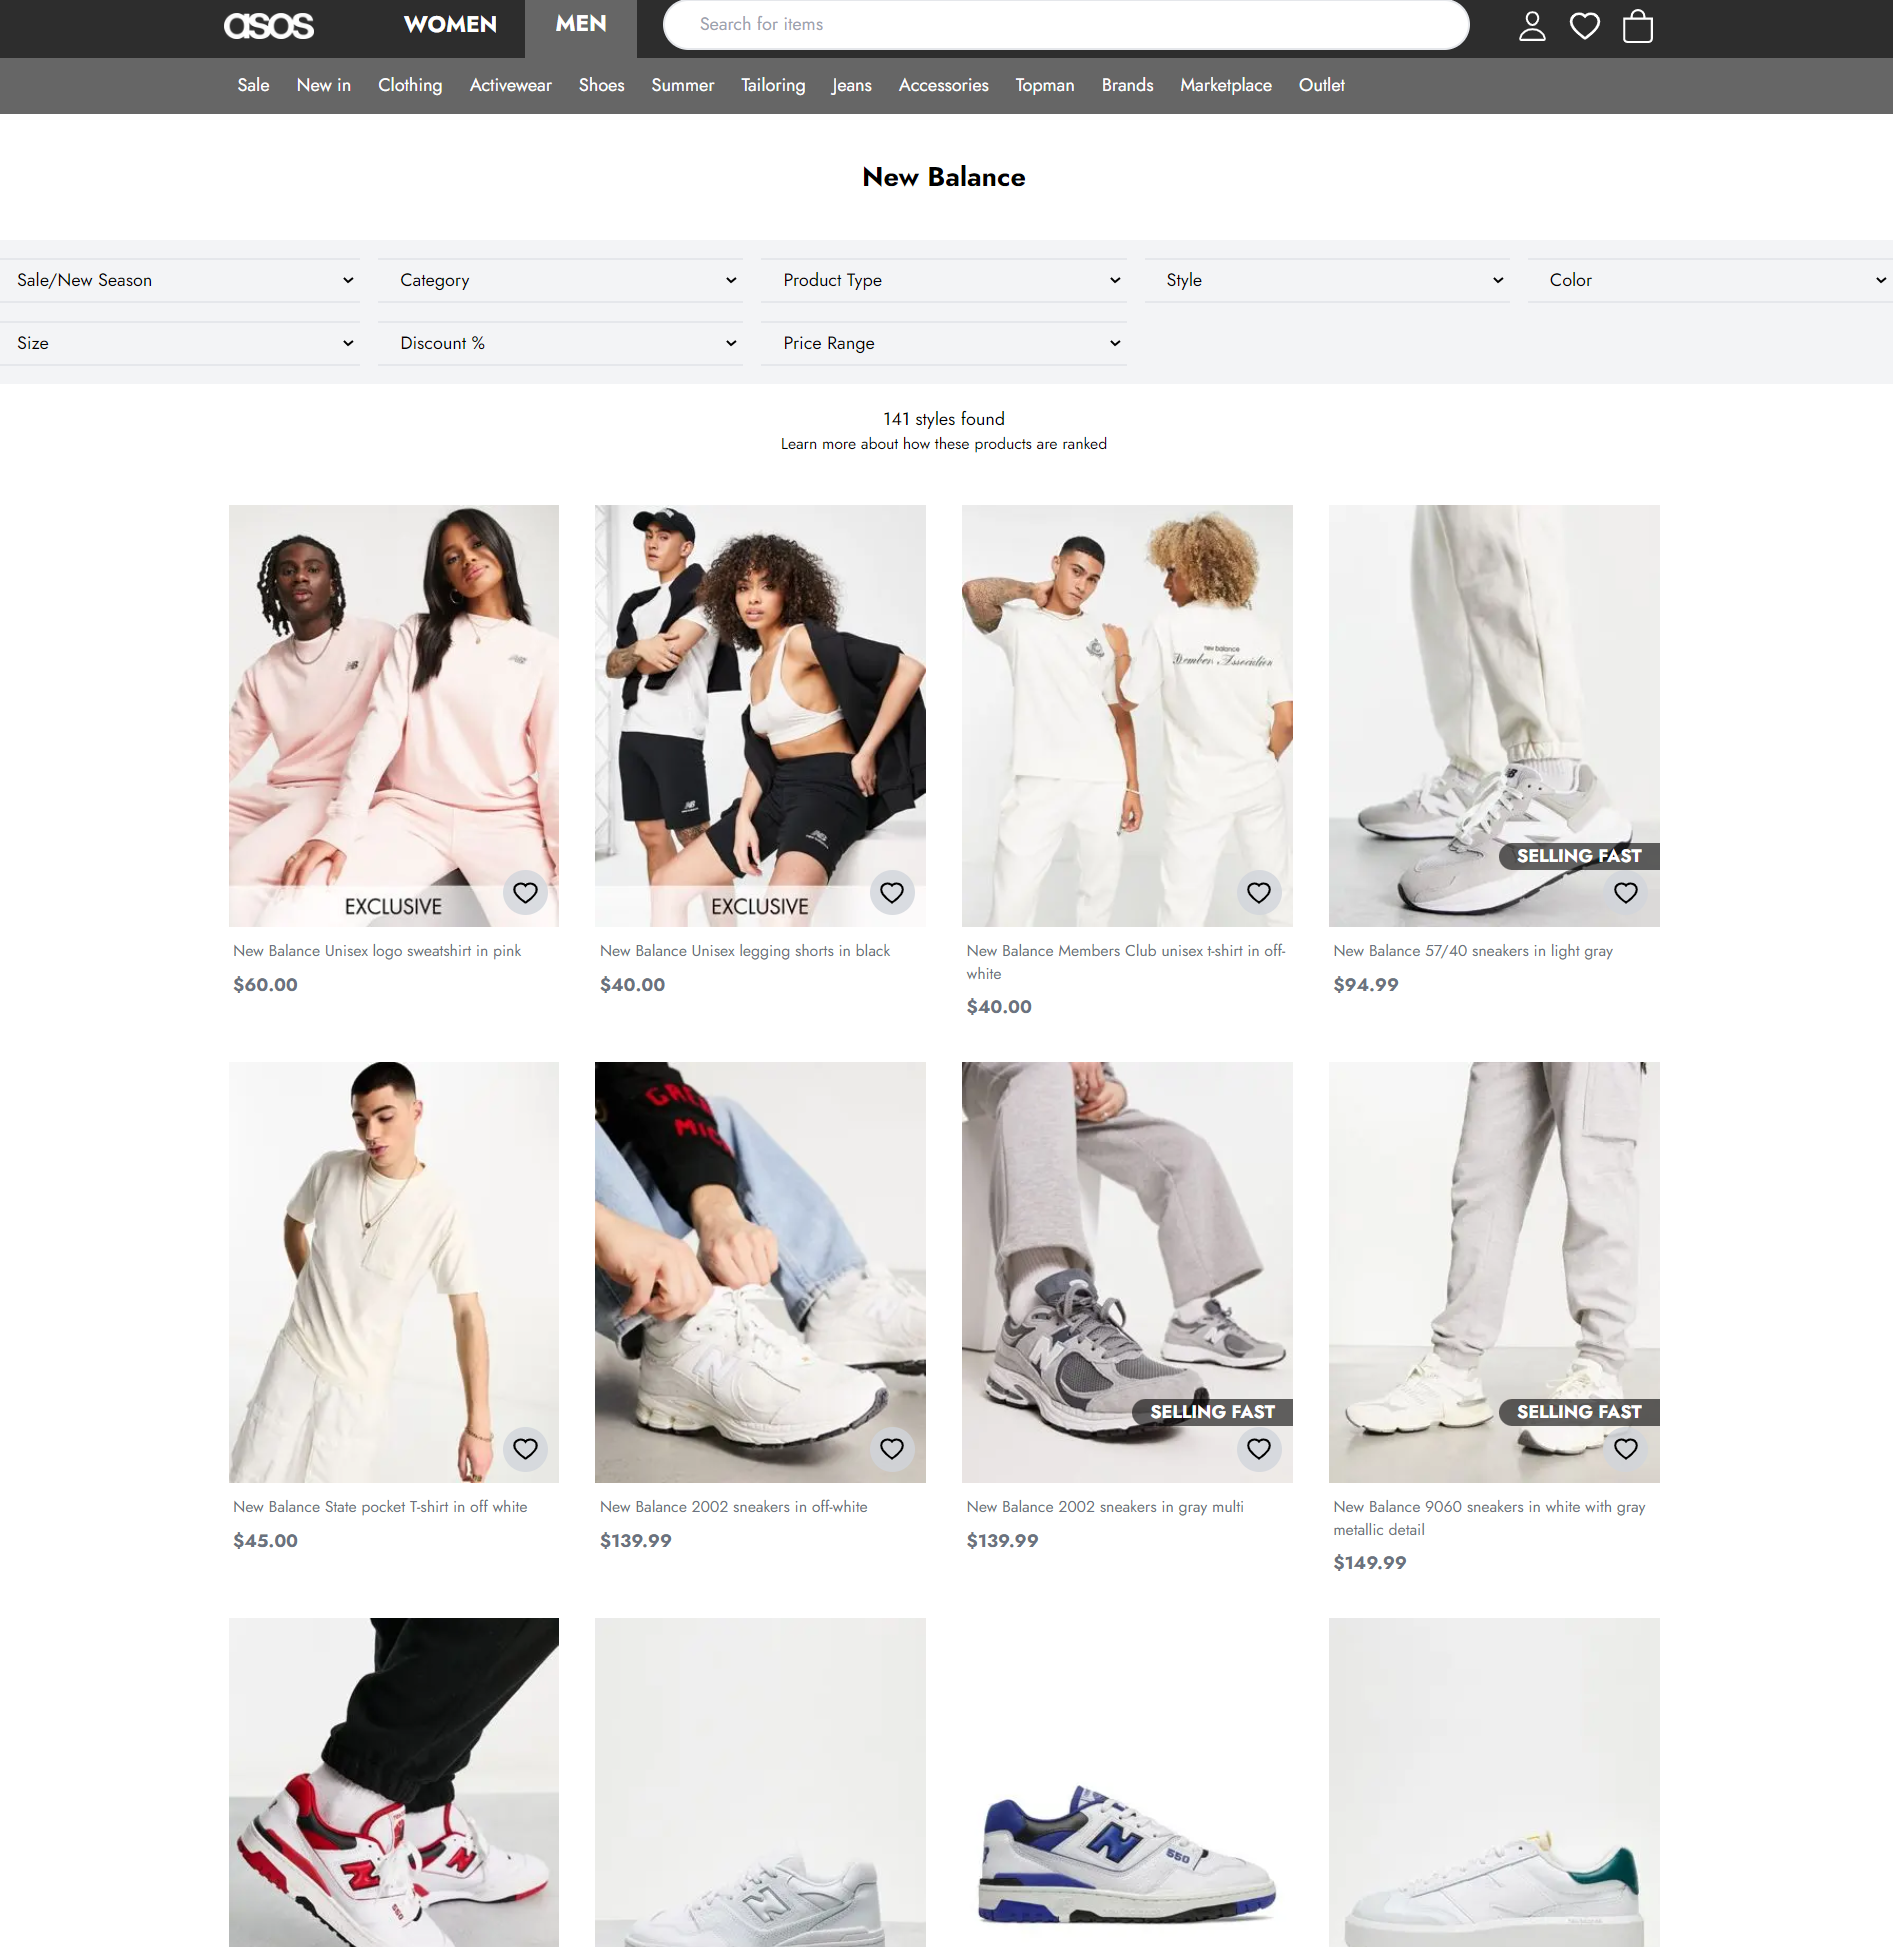 asos
WOMEN
MEN
Search for items
Sale
New in
Clothing
Activewear
Shoes
Summer
Tailoring
Jeans
Accessories
Topman
Brands
Marketplace
Outlet
New Balance
Sale/New Season
Category
Product Type
Style
Color
Size
Discount %
Price Range
141 styles found
Learn more about how these products are ranked
new balance
Member Association
EXCLUSIVE
EXCLUSIVE
SELLING FAST
New Balance Unisex logo sweatshirt in pink
$60.00
New Balance Unisex legging shorts in black
$40.00
New Balance Members Club unisex t-shirt in off-
white
$40.00
New Balance 57/40 sneakers in light gray
$94.99
SELLING FAST
SELLING FAST
New Balance State pocket T-shirt in off white
$45.00
New Balance 2002 sneakers in off-white
$139.99
New Balance 2002 sneakers in gray multi
$139.99
New Balance 9060 sneakers in white with gray
metallic detail
$149.99
N
N
550
N
N
550